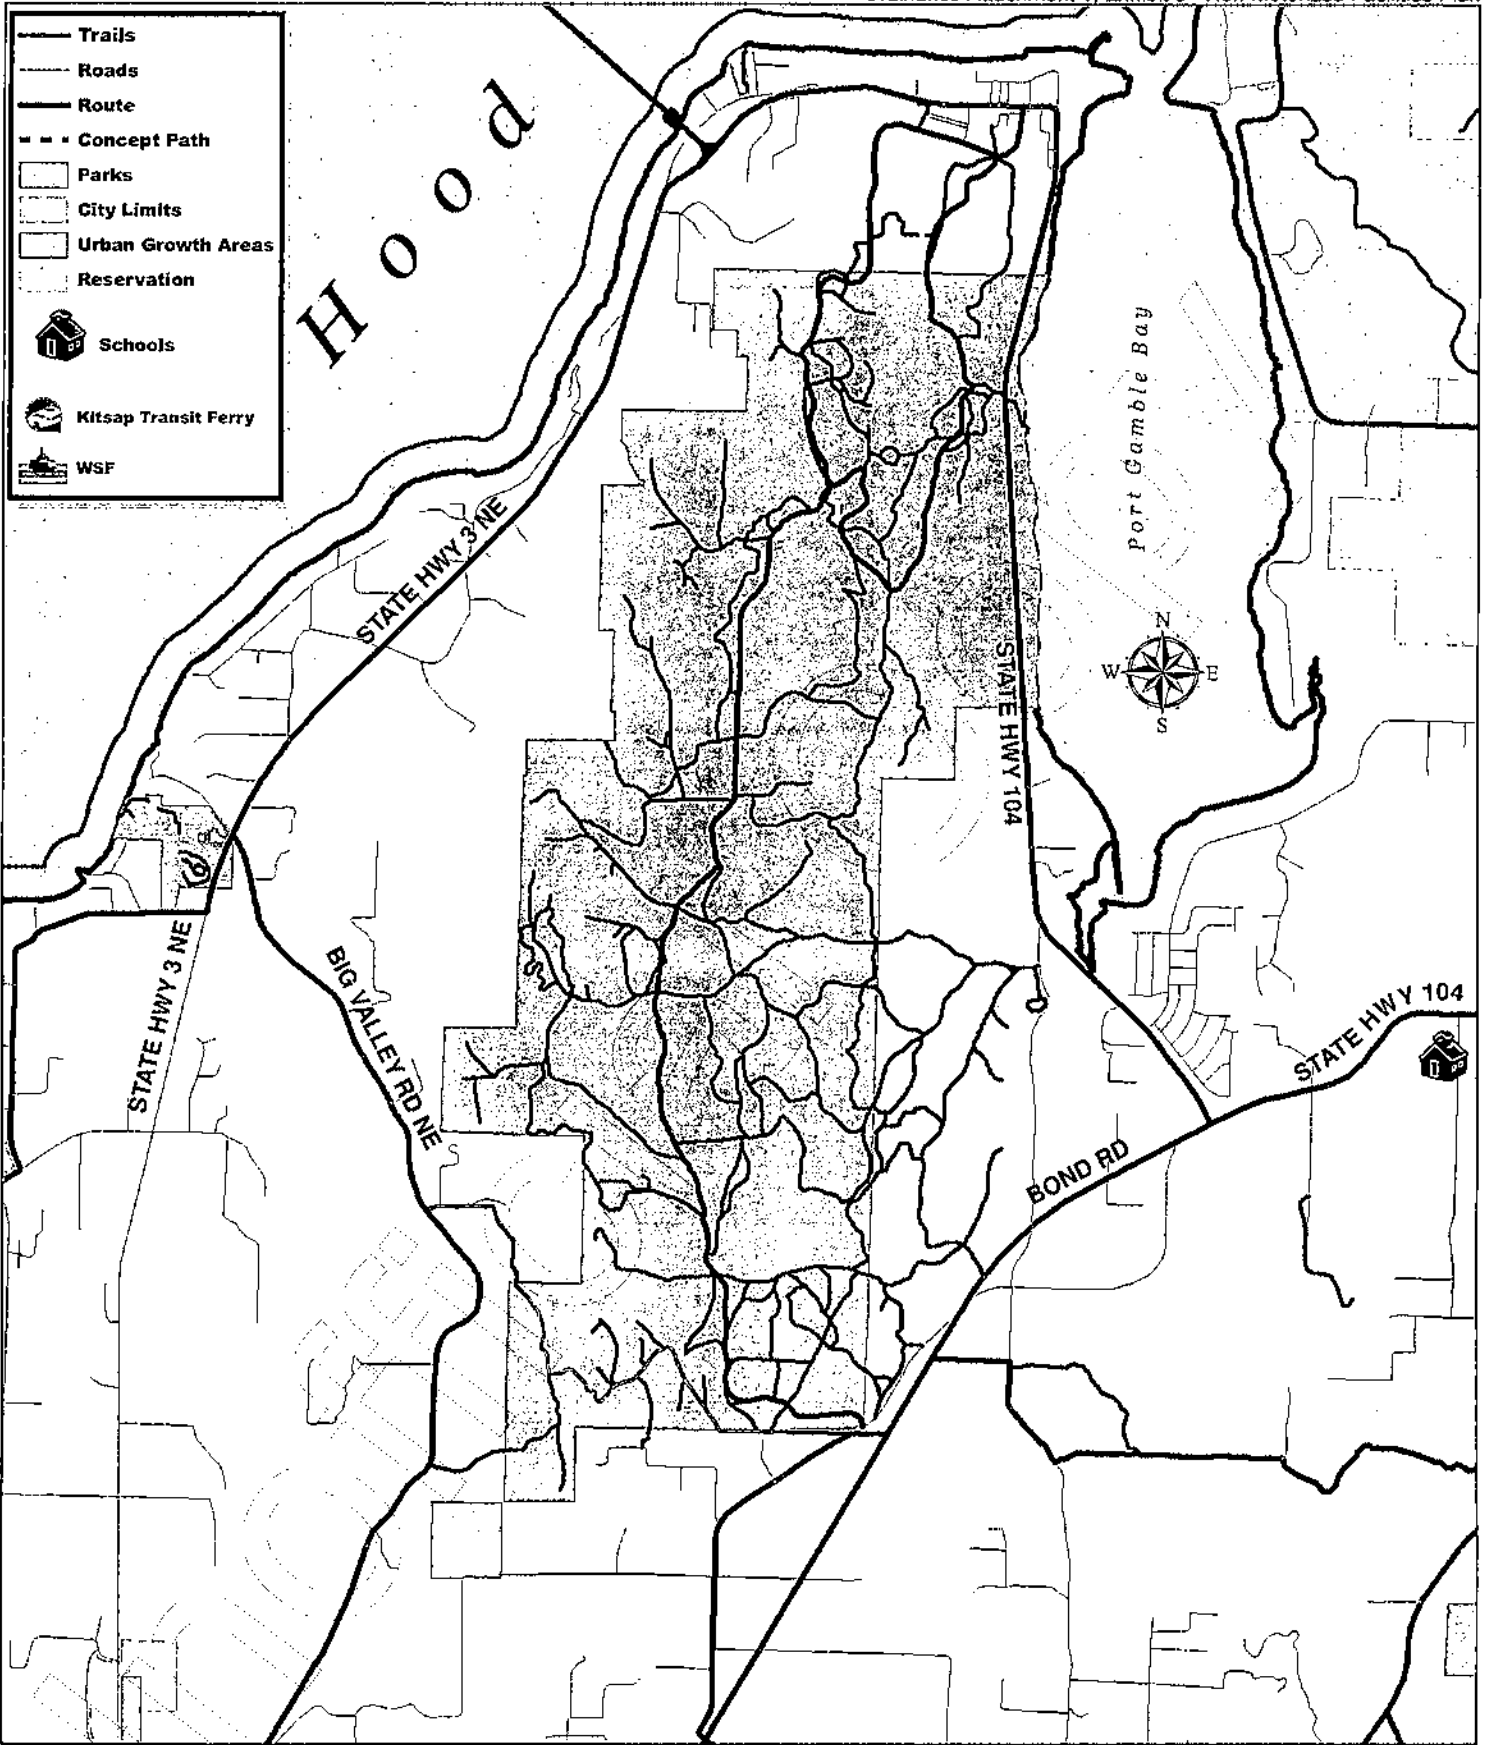 Trails
Roads
Route
Concept Path
Parks
City Limits
Urban Growth Areas
Reservation
Schools
Kitsap Transit Ferry
WSF
Hood
Port Gamble Bay
STATE HWY 3 NE
N
W E
S
STATE HWY 104
STATE HWY 3 NE
BIG VALLEY RD NE
STATE HWY 104
BOND RD